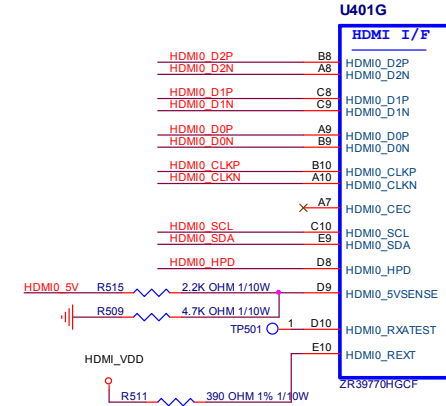 U401G
HDMI I/F
HDMI0_D2P B8 HDMI0_D2P
HDMI0_D2N A8 HDMI0_D2N
HDMI0_D1P C8 HDMI0_D1P
HDMI0_D1N C9 HDMI0_D1N
HDMI0_D0P A9 HDMI0_D0P
HDMI0_D0N B9 HDMI0_D0N
HDMI0_CLKP B10 HDMI0_CLKP
HDMI0_CLKN A10 HDMI0_CLKN
A7 HDMI0_CEC
HDMI0_SCL C10 HDMI0_SCL
HDMI0_SDA E9 HDMI0_SDA
HDMI0_HPD D8 HDMI0_HPD
HDMI0_5V R515 2.2K OHM 1/10W D9 HDMI0_5VSENSE
R509 4.7K OHM 1/10W
TP501 1 D10 HDMI0_RXATEST
E10 HDMI0_REXT
HDMI_VDD
ZR39770HGCF
R511 390 OHM 1% 1/10W